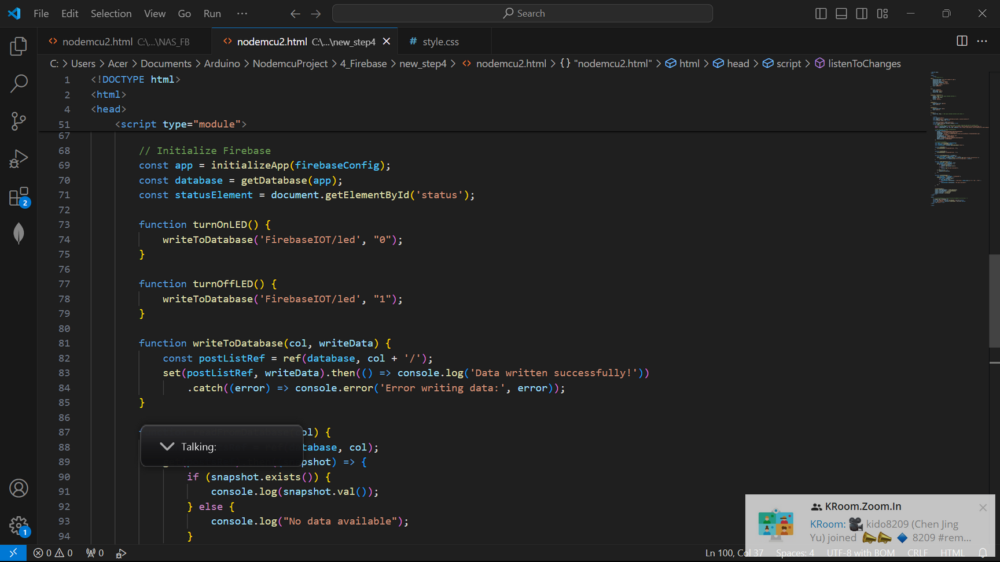 File Edit Selection View Go Run ··· Search
nodemcu2.html C:\...\NAS_FB nodemcu2.html C:\...\new_step4 # style.css ···
C: > Users > Acer > Documents > Arduino > NodemcuProject > 4_Firebase > new_step4 > nodemcu2.html > {} "nodemcu2.html" > html > head > script > listenToChanges
1 <!DOCTYPE html>
2 <html>
4 <head>
51 <script type="module">
67
68 // Initialize Firebase
69 const app = initializeApp(firebaseConfig);
70 const database = getDatabase(app);
71 const statusElement = document.getElementById('status');
72
73 function turnOnLED() {
74 writeToDatabase('FirebaseIOT/led', "0");
75 }
76
77 function turnOffLED() {
78 writeToDatabase('FirebaseIOT/led', "1");
79 }
80
81 function writeToDatabase(col, writeData) {
82 const postListRef = ref(database, col + '/');
83 set(postListRef, writeData).then(() => console.log('Data written successfully!'))
84 .catch((error) => console.error('Error writing data:', error));
85 }
86
87 ol) {
88 tabase, col);
Talking:
89 pshot) => {
90 if (snapshot.exists()) {
91 console.log(snapshot.val());
92 } else {
93 console.log("No data available");
94 }
2
1
KRoom.Zoom.In
KRoom: kido8209 (Chen Jing
Yu) joined 8209 #rem...
0 0 0 Ln 100, Col 37 Spaces: 4 UTF-8 with BOM CRLF HTML